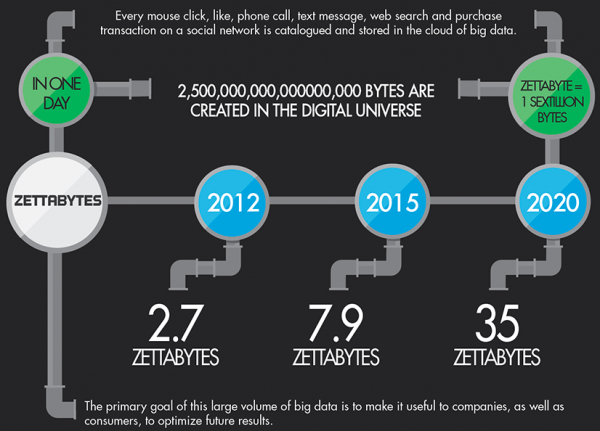 Every mouse click, like, phone call, text message, web search and purchase
transaction on a social network is catalogued and stored in the cloud of big data.
IN ONE
DAY
2,500,000,000,000000,000 BYTES ARE
CREATED IN THE DIGITAL UNIVERSE
ZETTABYTE =
1 SEXTILLION
BYTES
ZETTABYTES
2012
2015
2020
2.7
ZETTABYTES
7.9
ZETTABYTES
35
ZETTABYTES
The primary goal of this large volume of big data is to make it useful to companies, as well as
consumers, to optimize future results.